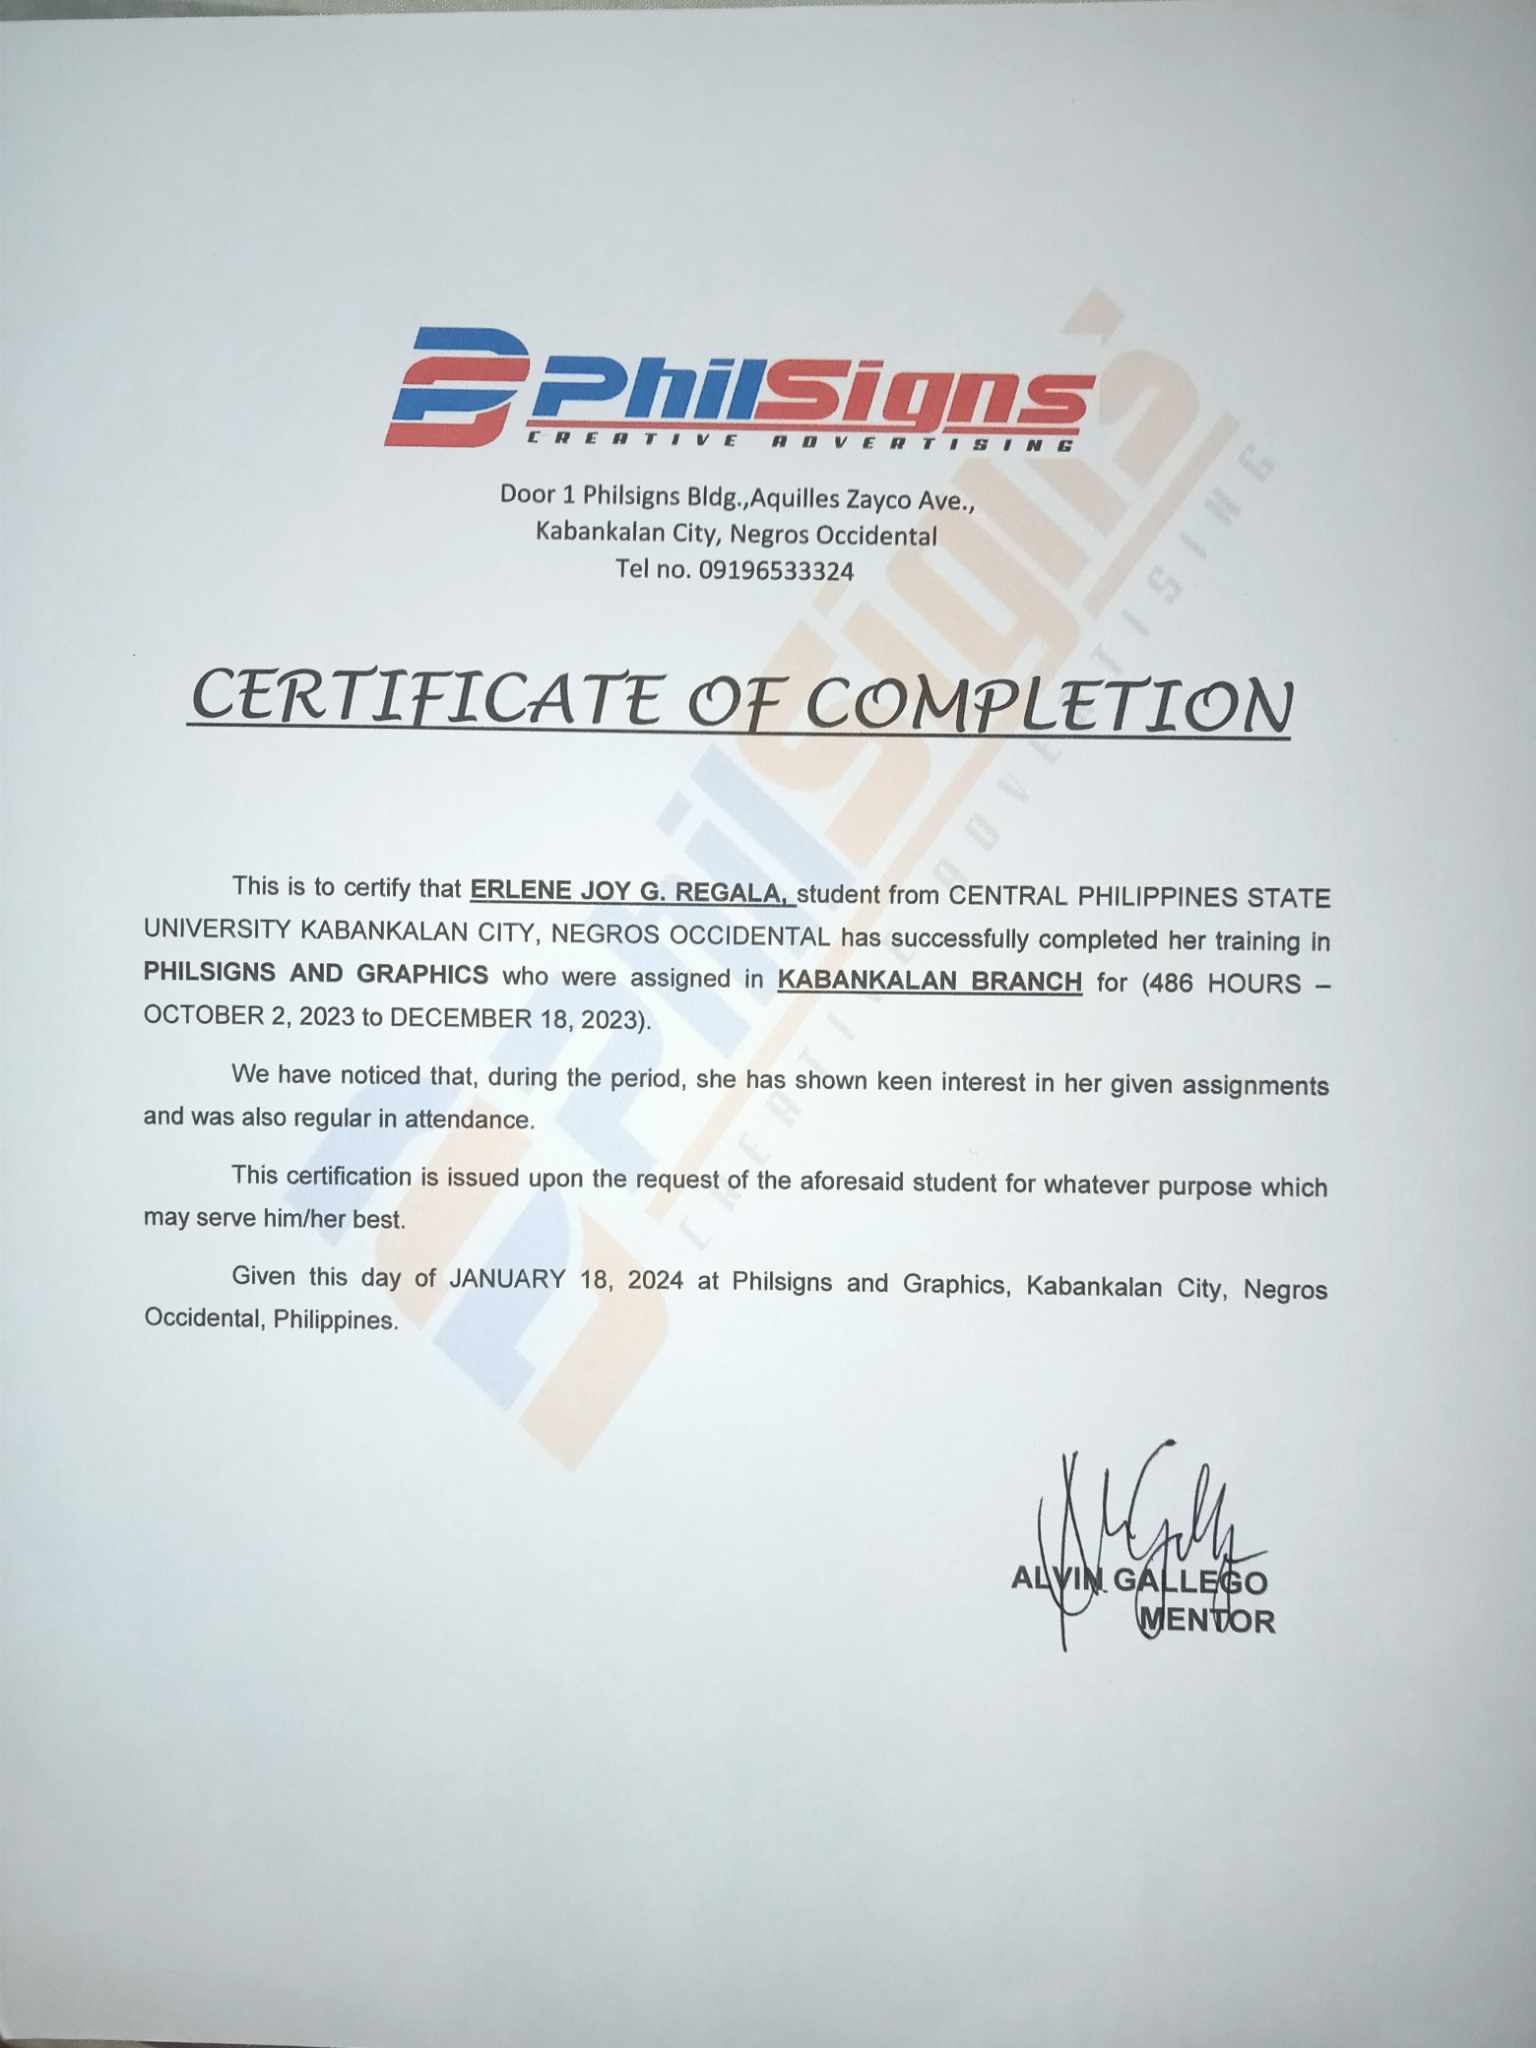 PhilSigns
CREATIVE ADVERTISING
Door 1 Philsigns Bldg.,Aquilles Zayco Ave.,
Kabankalan City, Negros Occidental
Tel no. 09196533324
CERTIFICATE OF COMPLETION
This is to certify that ERLENE JOY G. REGALA, student from CENTRAL PHILIPPINES STATE
UNIVERSITY KABANKALAN CITY, NEGROS OCCIDENTAL has successfully completed her training in
PHILSIGNS AND GRAPHICS who were assigned in KABANKALAN BRANCH for (486 HOURS –
OCTOBER 2, 2023 to DECEMBER 18, 2023).
We have noticed that, during the period, she has shown keen interest in her given assignments
and was also regular in attendance.
This certification is issued upon the request of the aforesaid student for whatever purpose which
may serve him/her best.
Given this day of JANUARY 18, 2024 at Philsigns and Graphics, Kabankalan City, Negros
Occidental, Philippines.
ALVIN GALLEGO
MENTOR
PhilSigns
CREATIVE ADVERTISING